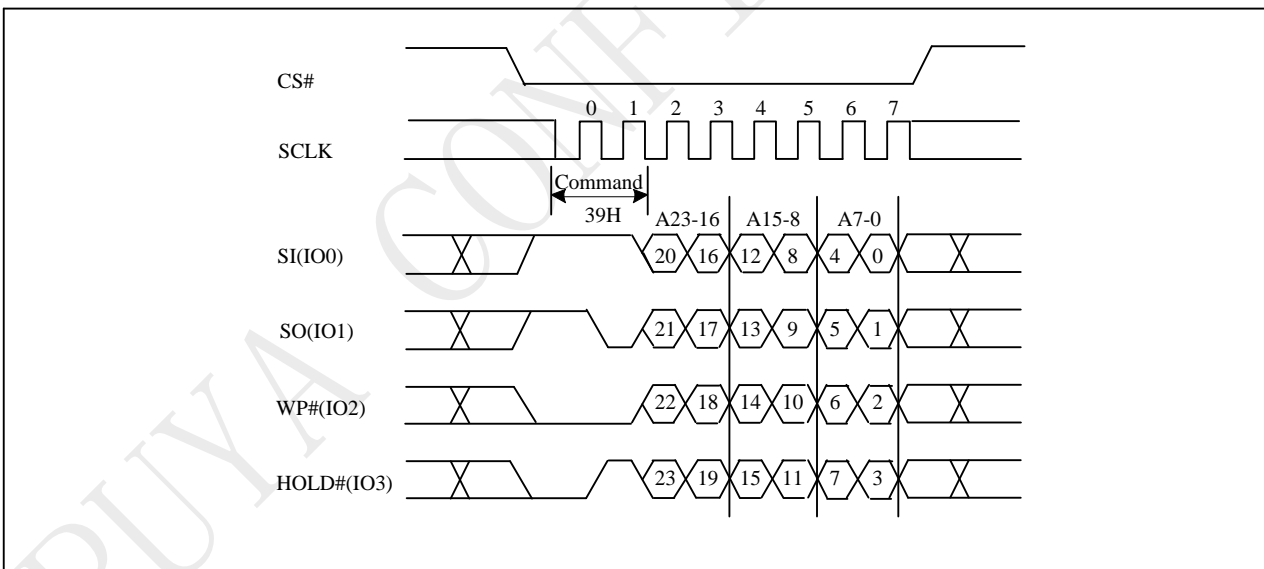 PUYA CONF
CS#
0 1 2 3 4 5 6 7
SCLK
Command
39H
A23-16 A15-8 A7-0
SI(IO0) 20 16 12 8 4 0
SO(IO1) 21 17 13 9 5 1
WP#(IO2) 22 18 14 10 6 2
HOLD#(IO3) 23 19 15 11 7 3